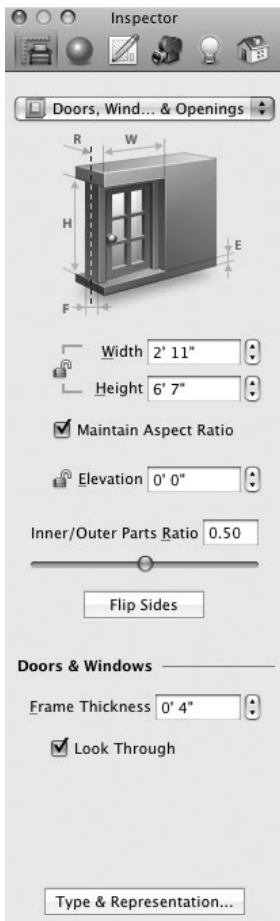 Inspector
Doors, Wind... & Openings
R
W
H
E
F
Width 2' 11"
Height 6' 7"
Maintain Aspect Ratio
Elevation 0' 0"
Inner/Outer Parts Ratio 0.50
Flip Sides
Doors & Windows
Frame Thickness 0' 4"
Look Through
Type & Representation...